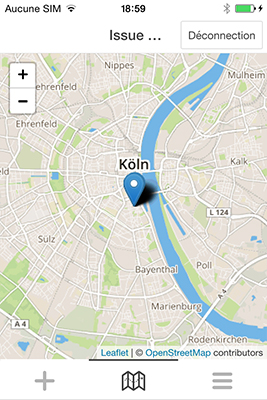 Aucune SIM 18:59
Issue ... Déconnection
+
−
Nippes
Mulheim
Ehrenfeld
Ehrenfeld
Buchheim
Köln
Kalk
L 124
Sulz
Poll
Bayenthal
Marienburg
A 4
Rodenkirchen
Leaflet | © OpenStreetMap contributors